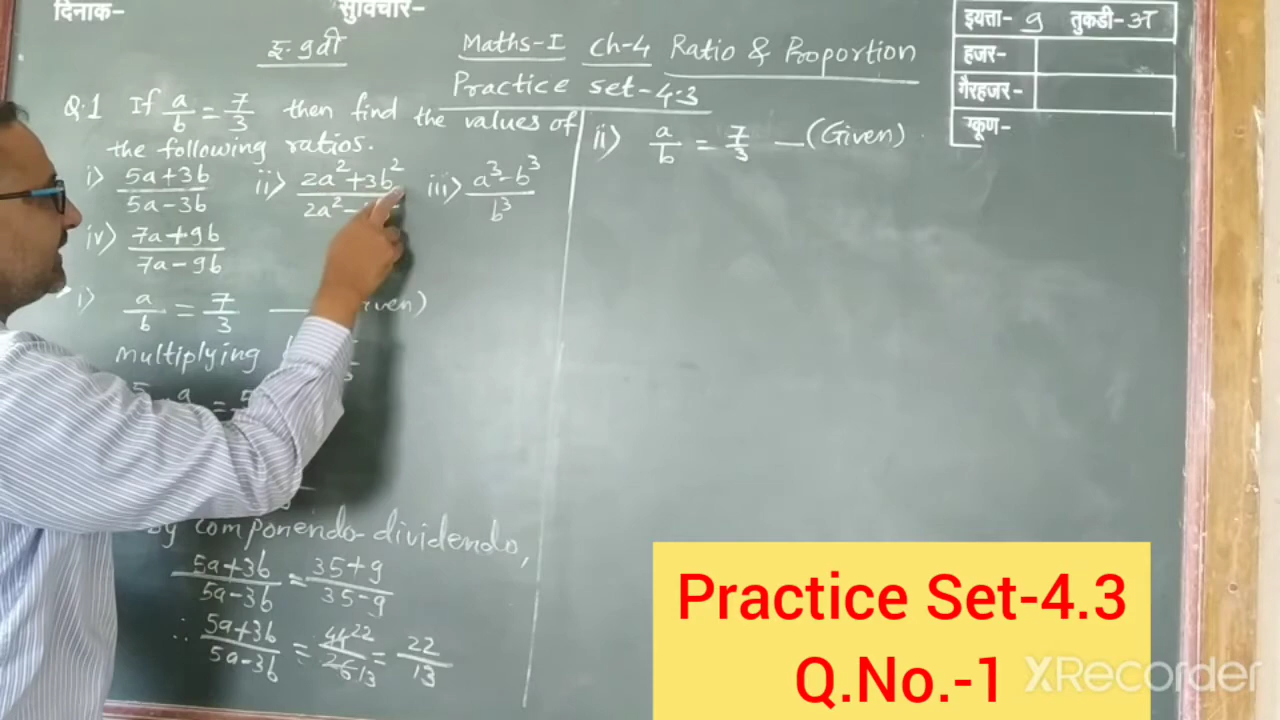 दिनांक-
सुविचार-
इयत्ता- 9 तुकडी- अ
हजर-
गैरहजर-
एकूण-
इ. 9 वी
Maths-I Ch-4 Ratio & Proportion
Practice set-4.3
Q.1 If a/b = 7/3 then find the values of
the following ratios.
i) 5a+3b/5a-3b ii) 2a²+3b²/2a²- iii) a³-b³/b³
iv) 7a+9b/7a-9b
i) a/b = 7/3 —
multiplying
by componendo-dividendo,
5a+3b/5a-3b = 35+9/35-9
∴ 5a+3b/5a-3b = 44 22/26 13 = 22/13
ii) a/b = 7/3 — (Given)
Practice Set-4.3
Q.No.-1
XRecorder